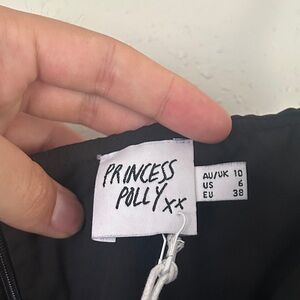 PRINCESS
POLLY xx
AU/UK 10
US 6
EU 38